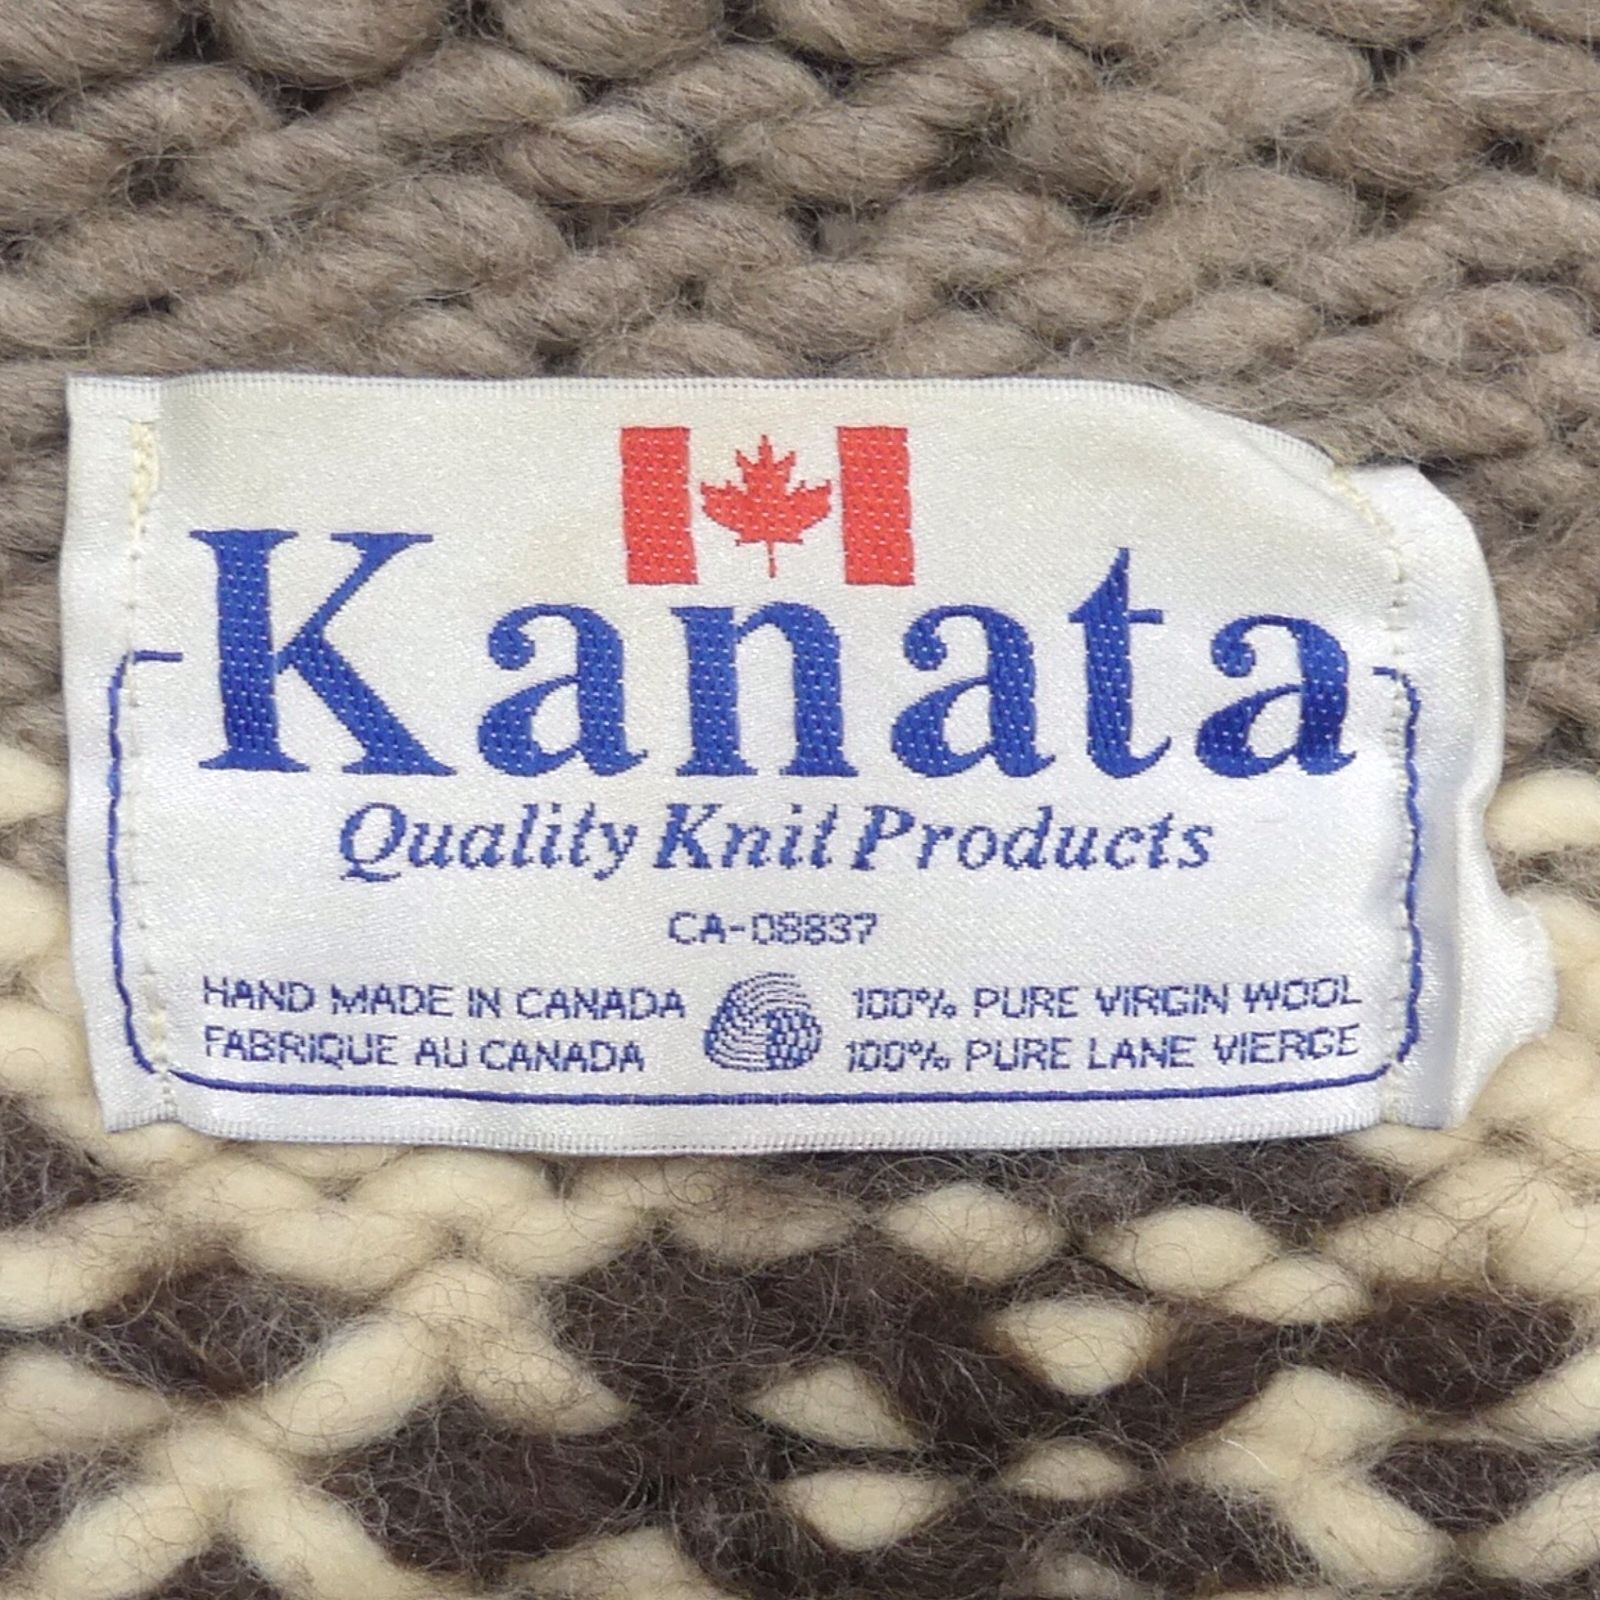 Kanata
Quality Knit Products
CA-08837
HAND MADE IN CANADA
FABRIQUE AU CANADA
100% PURE VIRGIN WOOL
100% PURE LANE VIERGE